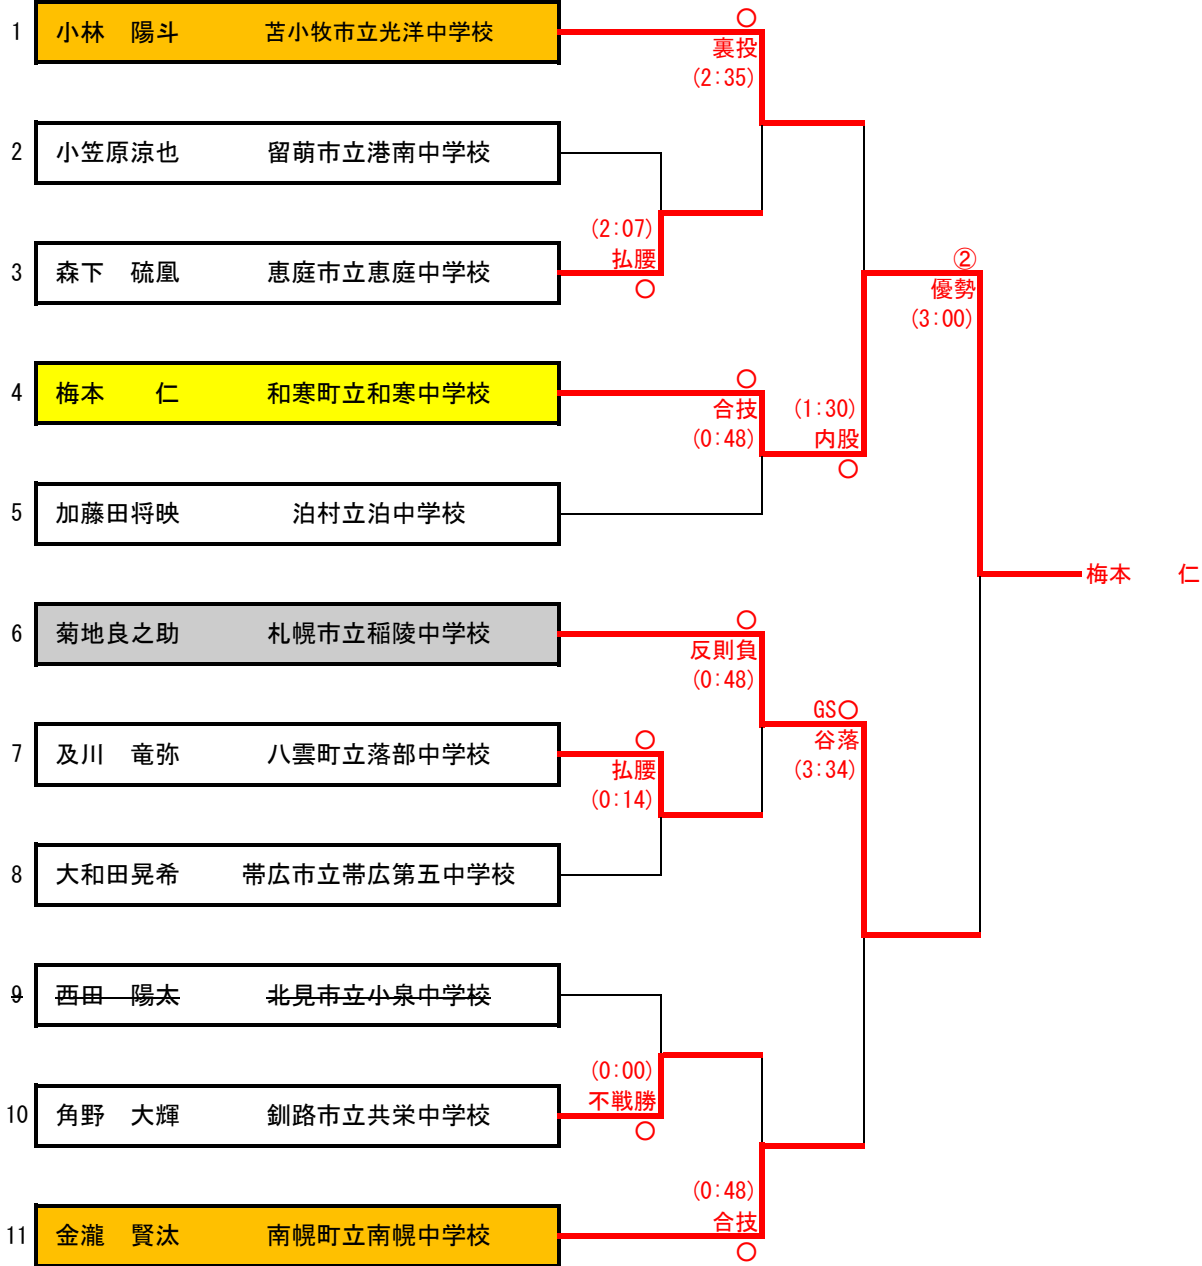 1 小林　陽斗 苫小牧市立光洋中学校
○
裏投
(2:35)
2 小笠原涼也 留萌市立港南中学校
(2:07)
払腰
○
3 森下　硫凰 恵庭市立恵庭中学校
②
優勢
(3:00)
4 梅本　　仁 和寒町立和寒中学校
○
合技
(0:48)
(1:30)
内股
○
5 加藤田将映 泊村立泊中学校
梅本　　仁
6 菊地良之助 札幌市立稲陵中学校
○
反則負
(0:48)
GS○
谷落
(3:34)
7 及川　竜弥 八雲町立落部中学校
○
払腰
(0:14)
8 大和田晃希 帯広市立帯広第五中学校
9 西田　陽太 北見市立小泉中学校
(0:00)
不戦勝
○
10 角野　大輝 釧路市立共栄中学校
(0:48)
合技
○
11 金瀧　賢汰 南幌町立南幌中学校